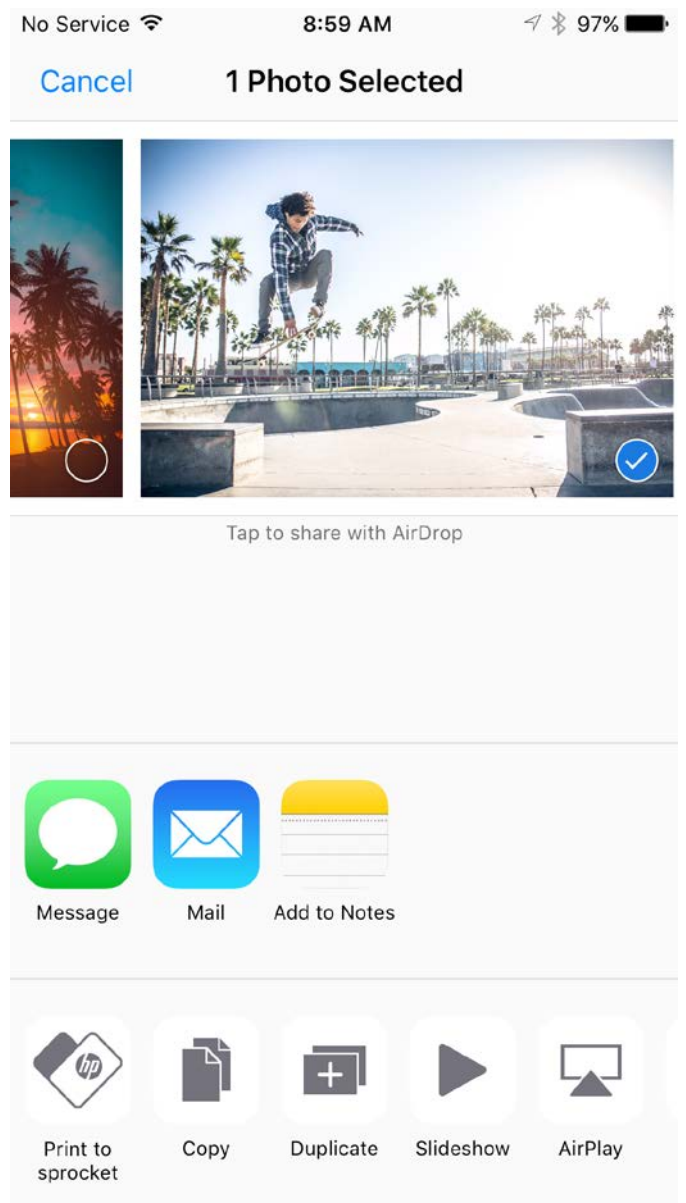 No Service 8:59 AM 97%
Cancel 1 Photo Selected
Tap to share with AirDrop
Message Mail Add to Notes
hp
Print to sprocket Copy Duplicate Slideshow AirPlay